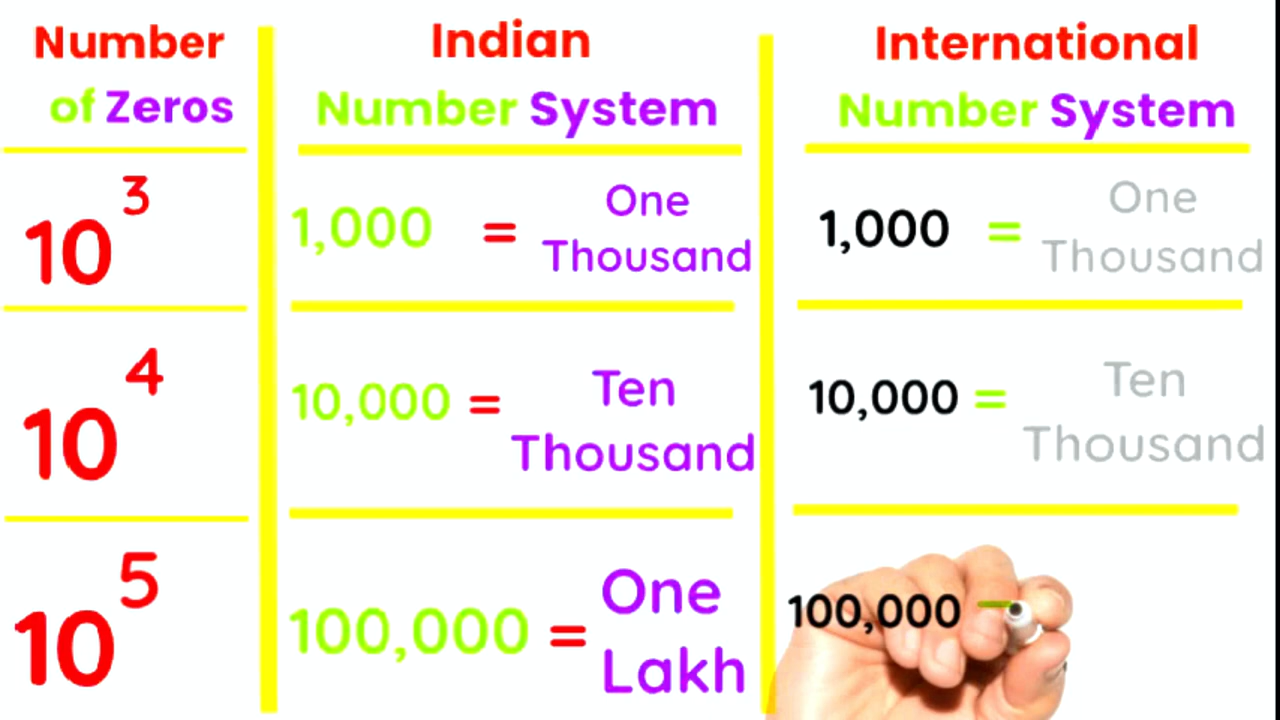 Number of Zeros
Indian Number System
International Number System
10^3
1,000 = One Thousand
1,000 = One Thousand
10^4
10,000 = Ten Thousand
10,000 = Ten Thousand
10^5
100,000 = One Lakh
100,000